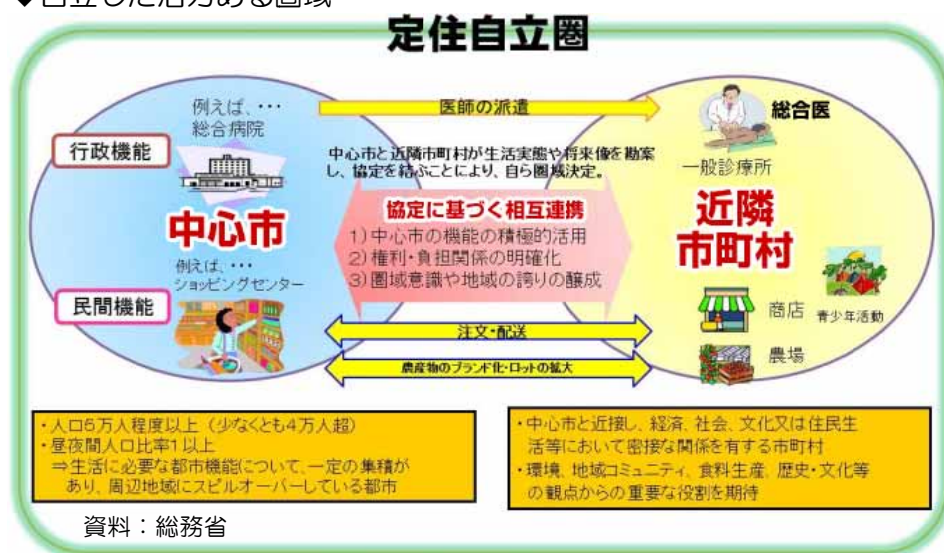 ◆自立した活力ある圏域
定住自立圏
例えば、・・・
総合病院
行政機能
中心市
例えば、・・・
ショッピングセンター
民間機能
医師の派遣
中心市と近隣市町村が生活実態や将来像を勘案
し、協定を結ぶことにより、自ら圏域決定。
協定に基づく相互連携
1)中心市の機能の積極的活用
2)権利・負担関係の明確化
3)圏域意識や地域の誇りの醸成
注文・配送
農産物のブランド化・ロットの拡大
総合医
一般診療所
近隣
市町村
商店
青少年活動
農場
・人口5万人程度以上（少なくとも4万人超）
・昼夜間人口比率1以上
⇒生活に必要な都市機能について、一定の集積が
あり、周辺地域にスピルオーバーしている都市
・中心市と近接し、経済、社会、文化又は住民生
活等において密接な関係を有する市町村
・環境、地域コミュニティ、食料生産、歴史・文化等
の観点からの重要な役割を期待
資料：総務省